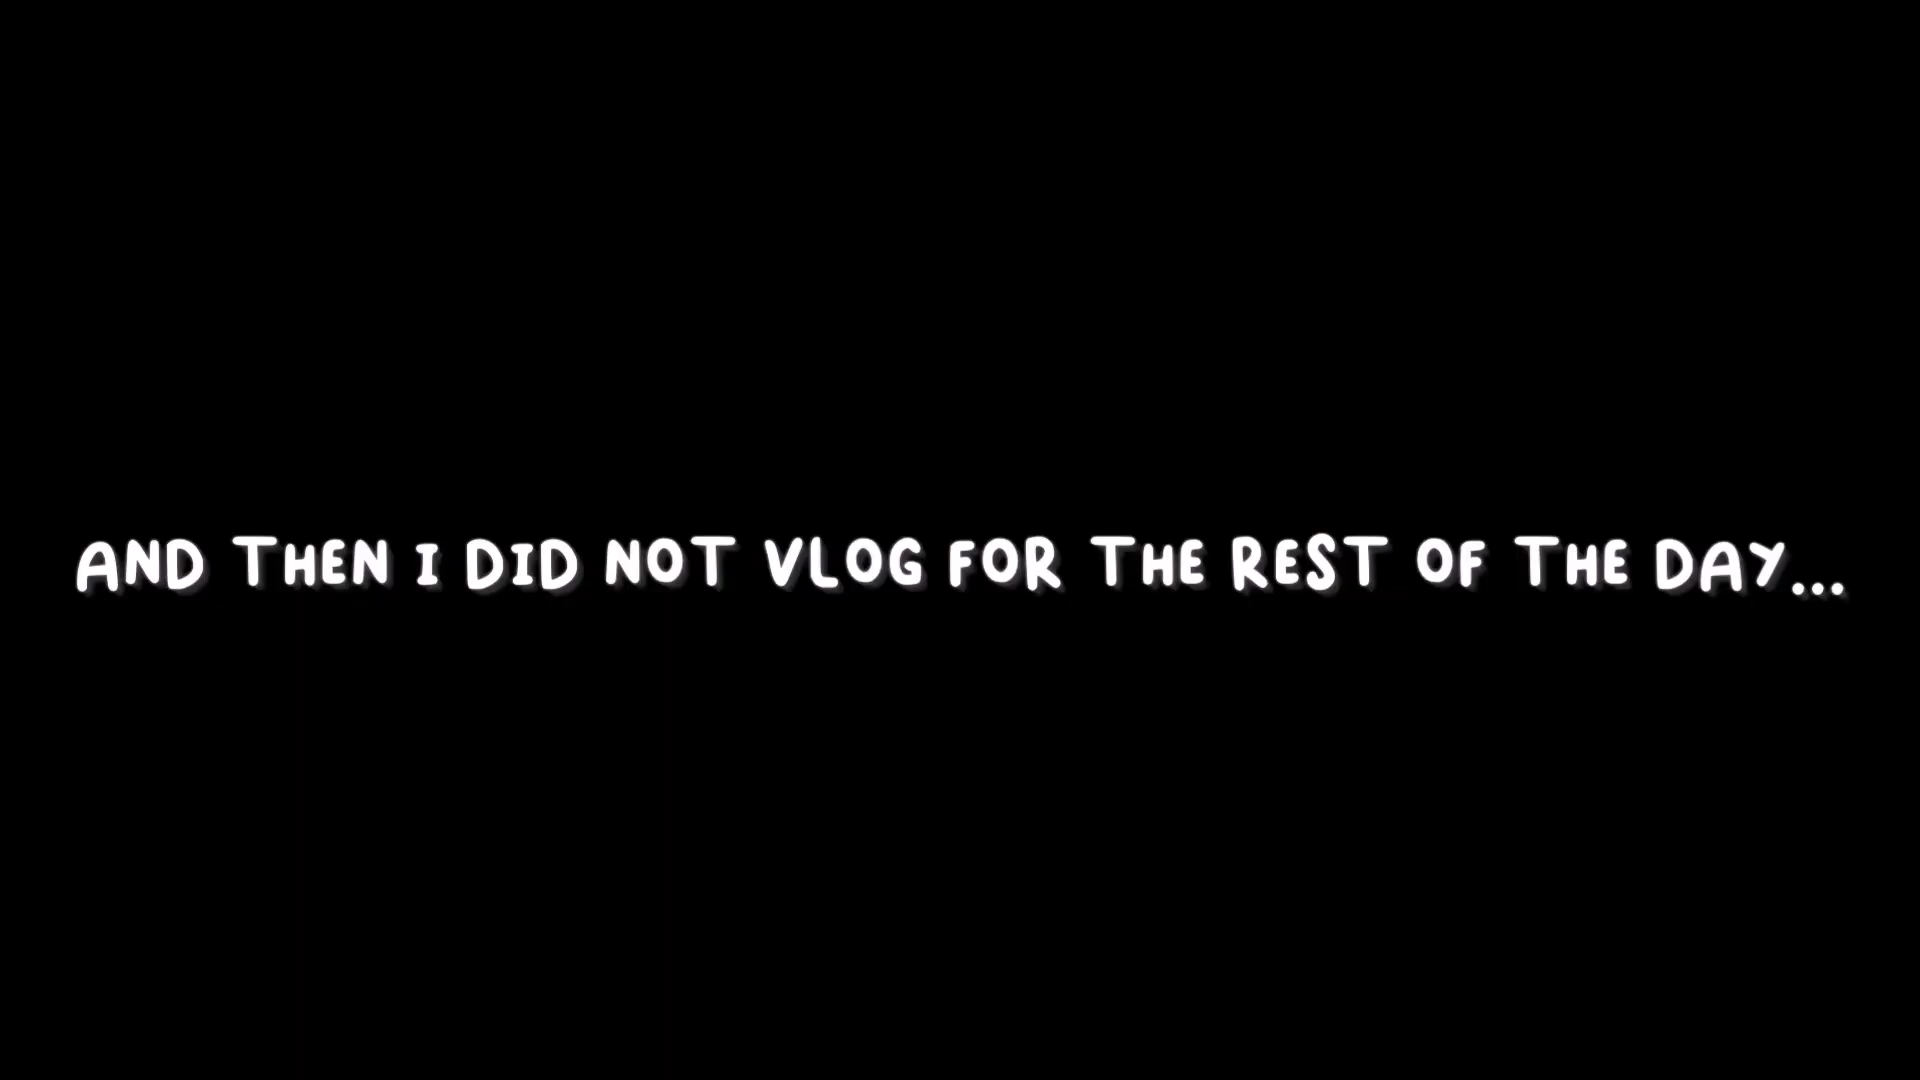 AND THEN I DID NOT VLOG FOR THE REST OF THE DAY...